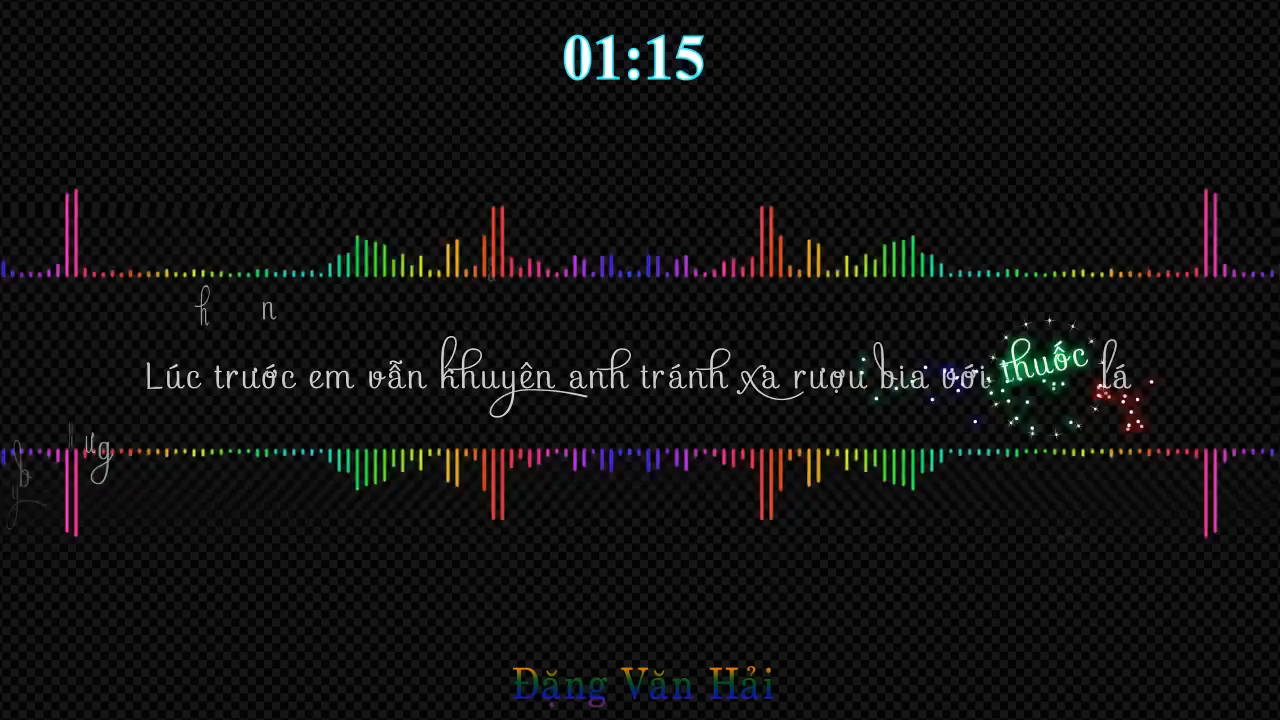 01:15
Lúc trước em vẫn khuyên anh tránh xa rượu bia với thuốc lá
Đặng Văn Hải